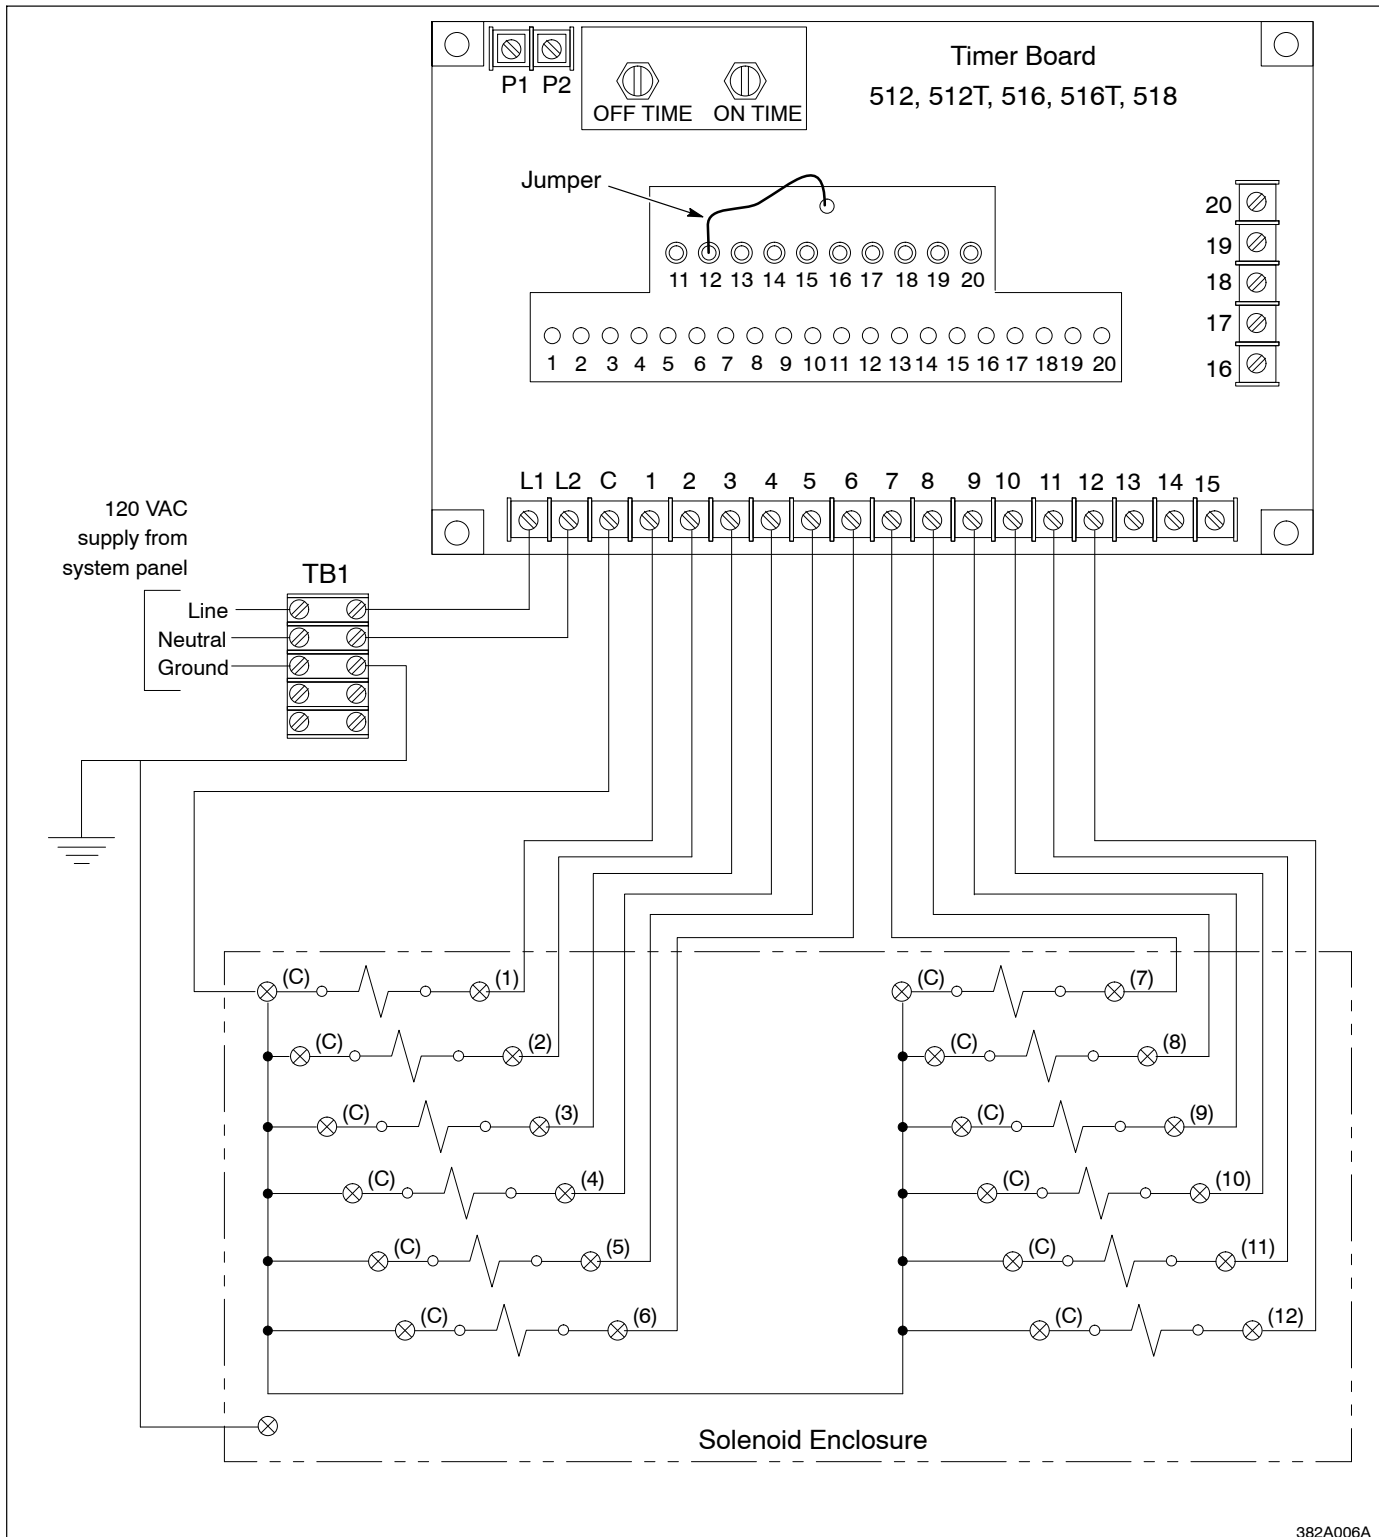 Timer Board
512, 512T, 516, 516T, 518
P1 P2
OFF TIME ON TIME
Jumper
11 12 13 14 15 16 17 18 19 20
1 2 3 4 5 6 7 8 9 10 11 12 13 14 15 16 17 18 19 20
20
19
18
17
16
L1 L2 C 1 2 3 4 5 6 7 8 9 10 11 12 13 14 15
120 VAC
supply from
system panel
TB1
Line
Neutral
Ground
(C) (1) (C) (7)
(C) (2) (C) (8)
(C) (3) (C) (9)
(C) (4) (C) (10)
(C) (5) (C) (11)
(C) (6) (C) (12)
Solenoid Enclosure
382A006A